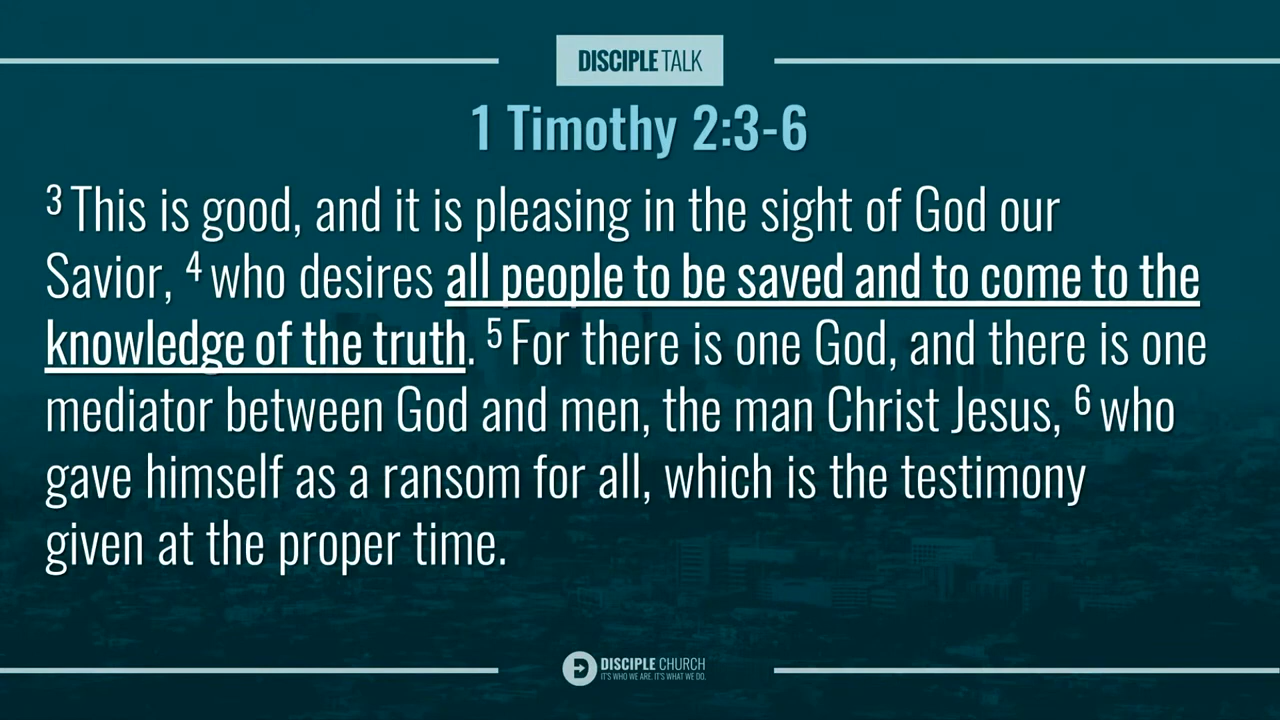 DISCIPLE TALK
1 Timothy 2:3-6
3 This is good, and it is pleasing in the sight of God our
Savior, 4 who desires all people to be saved and to come to the
knowledge of the truth. 5 For there is one God, and there is one
mediator between God and men, the man Christ Jesus, 6 who
gave himself as a ransom for all, which is the testimony
given at the proper time.
DISCIPLE CHURCH
IT'S WHO WE ARE. IT'S WHAT WE DO.